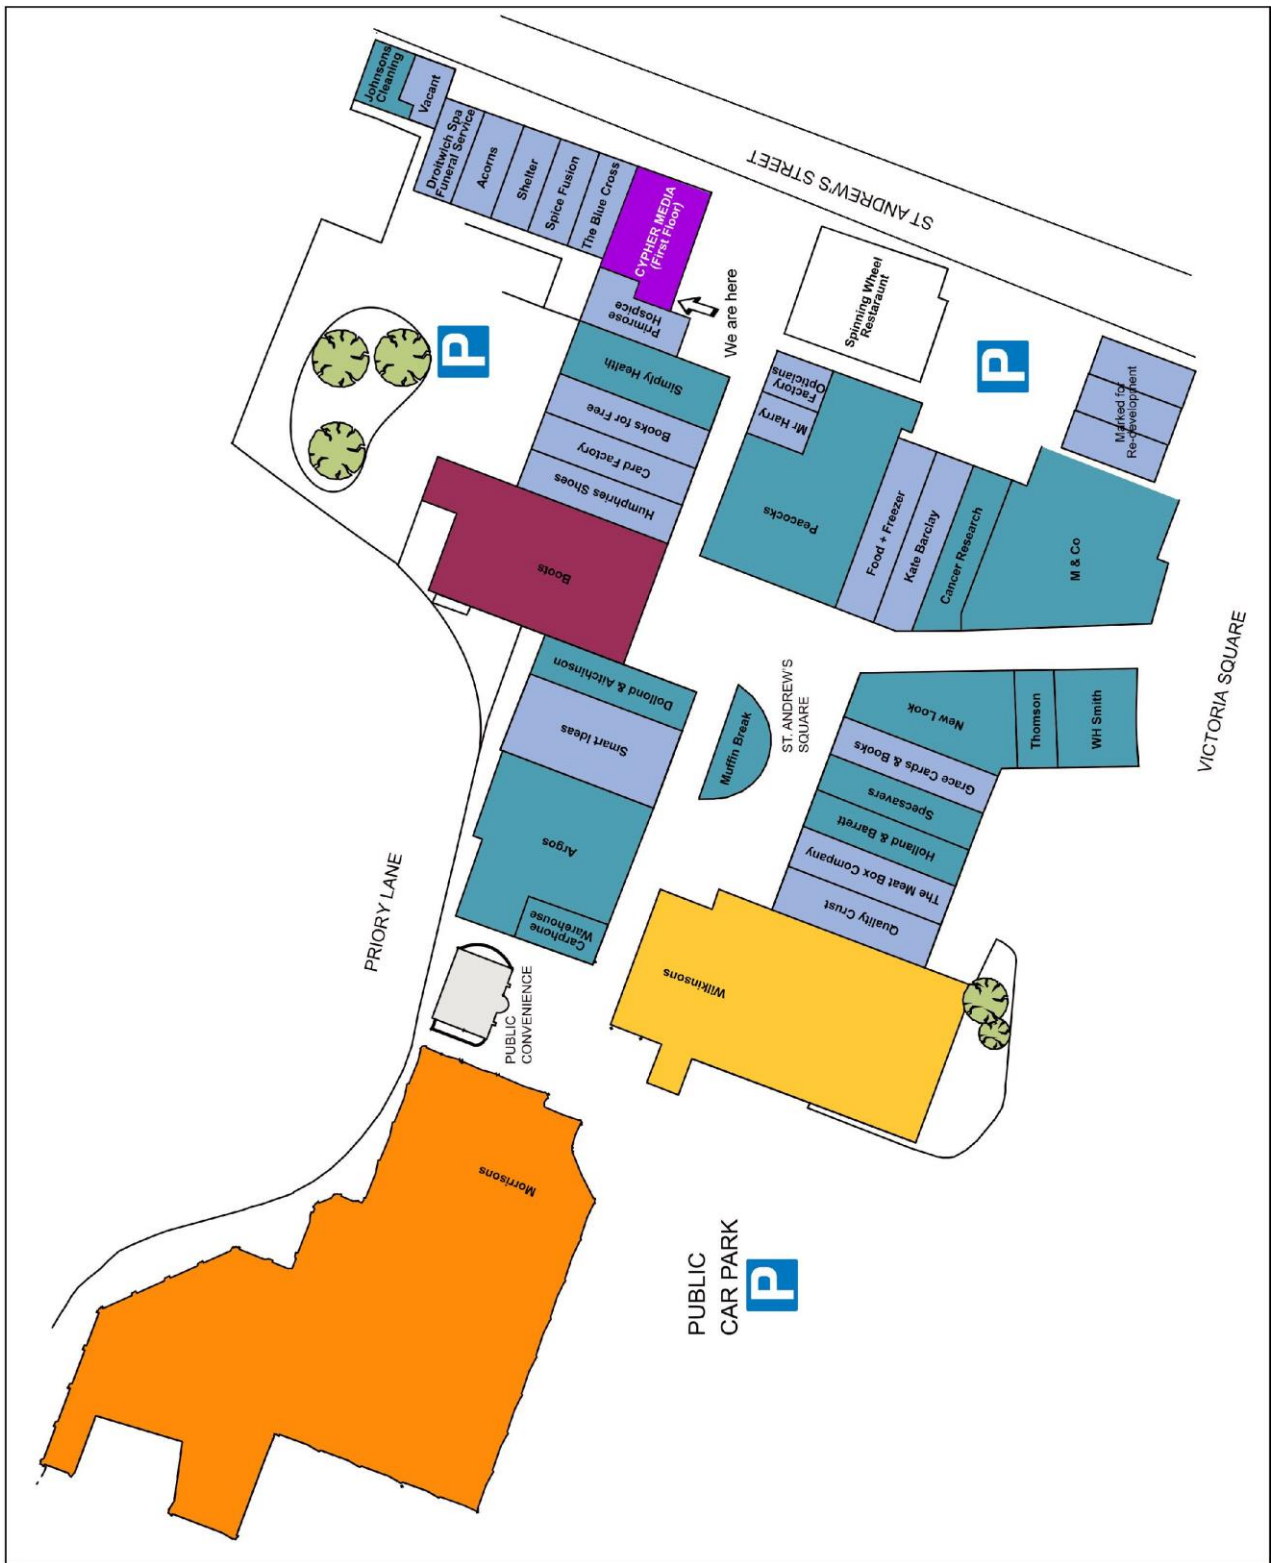 Johnsons
Cleaning
Vacant
Droitwich Spa
Funeral Service
Acorns
Shelter
Spice Fusion
The Blue Cross
CYPHER MEDIA
(First Floor)
Primrose
Hospice
We are here
Simply Health
Books for Free
Card Factory
Humphries Shoes
Boots
Dollond & Aitchinson
Smart Ideas
Argos
Carphone
Warehouse
PUBLIC
CONVENIENCE
PRIORY LANE
Morrisons
ST ANDREW'S STREET
Spinning Wheel
Restaraunt
Factory
Opticians
Mr Harry
Peacocks
Food + Freezer
Kate Barclay
Cancer Research
M & Co
Marked for
Re-development
P
P
Muffin Break
ST. ANDREW'S
SQUARE
New Look
Thomson
WH Smith
Grace Cards & Books
Specsavers
Holland & Barrett
The Meat Box Company
Quality Crust
Wilkinsons
VICTORIA SQUARE
PUBLIC
CAR PARK
P